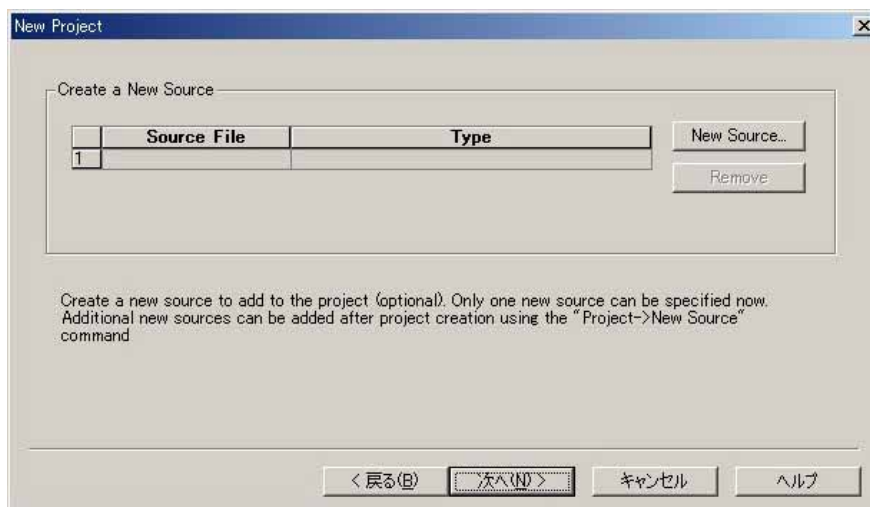 New Project
Create a New Source
Source File Type
New Source...
1
Remove
Create a new source to add to the project (optional). Only one new source can be specified now.
Additional new sources can be added after project creation using the "Project->New Source"
command
< 戻る(B) 次へ(N) > キャンセル ヘルプ